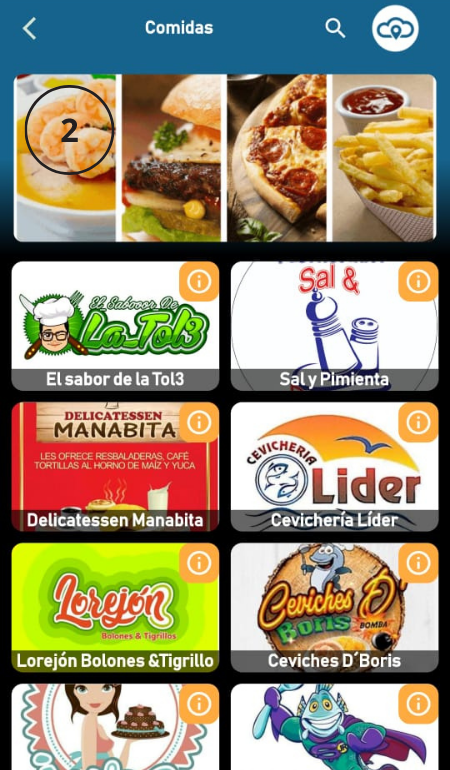 Comidas
2
El Sabooor De
La_Tol3
El sabor de la Tol3
Sal &
Sal y Pimienta
DELICATESSEN
MANABITA
LES OFRECE RESBALADERAS, CAFÉ
TORTILLAS AL HORNO DE MAÍZ Y YUCA
Delicatessen Manabita
CEVICHERÍA
Lider
Cevichería Líder
Lorejón
Bolones & Tigrillos
Lorejón Bolones &Tigrillo
Ceviches D'
Boris
BOMBA
Ceviches D´Boris